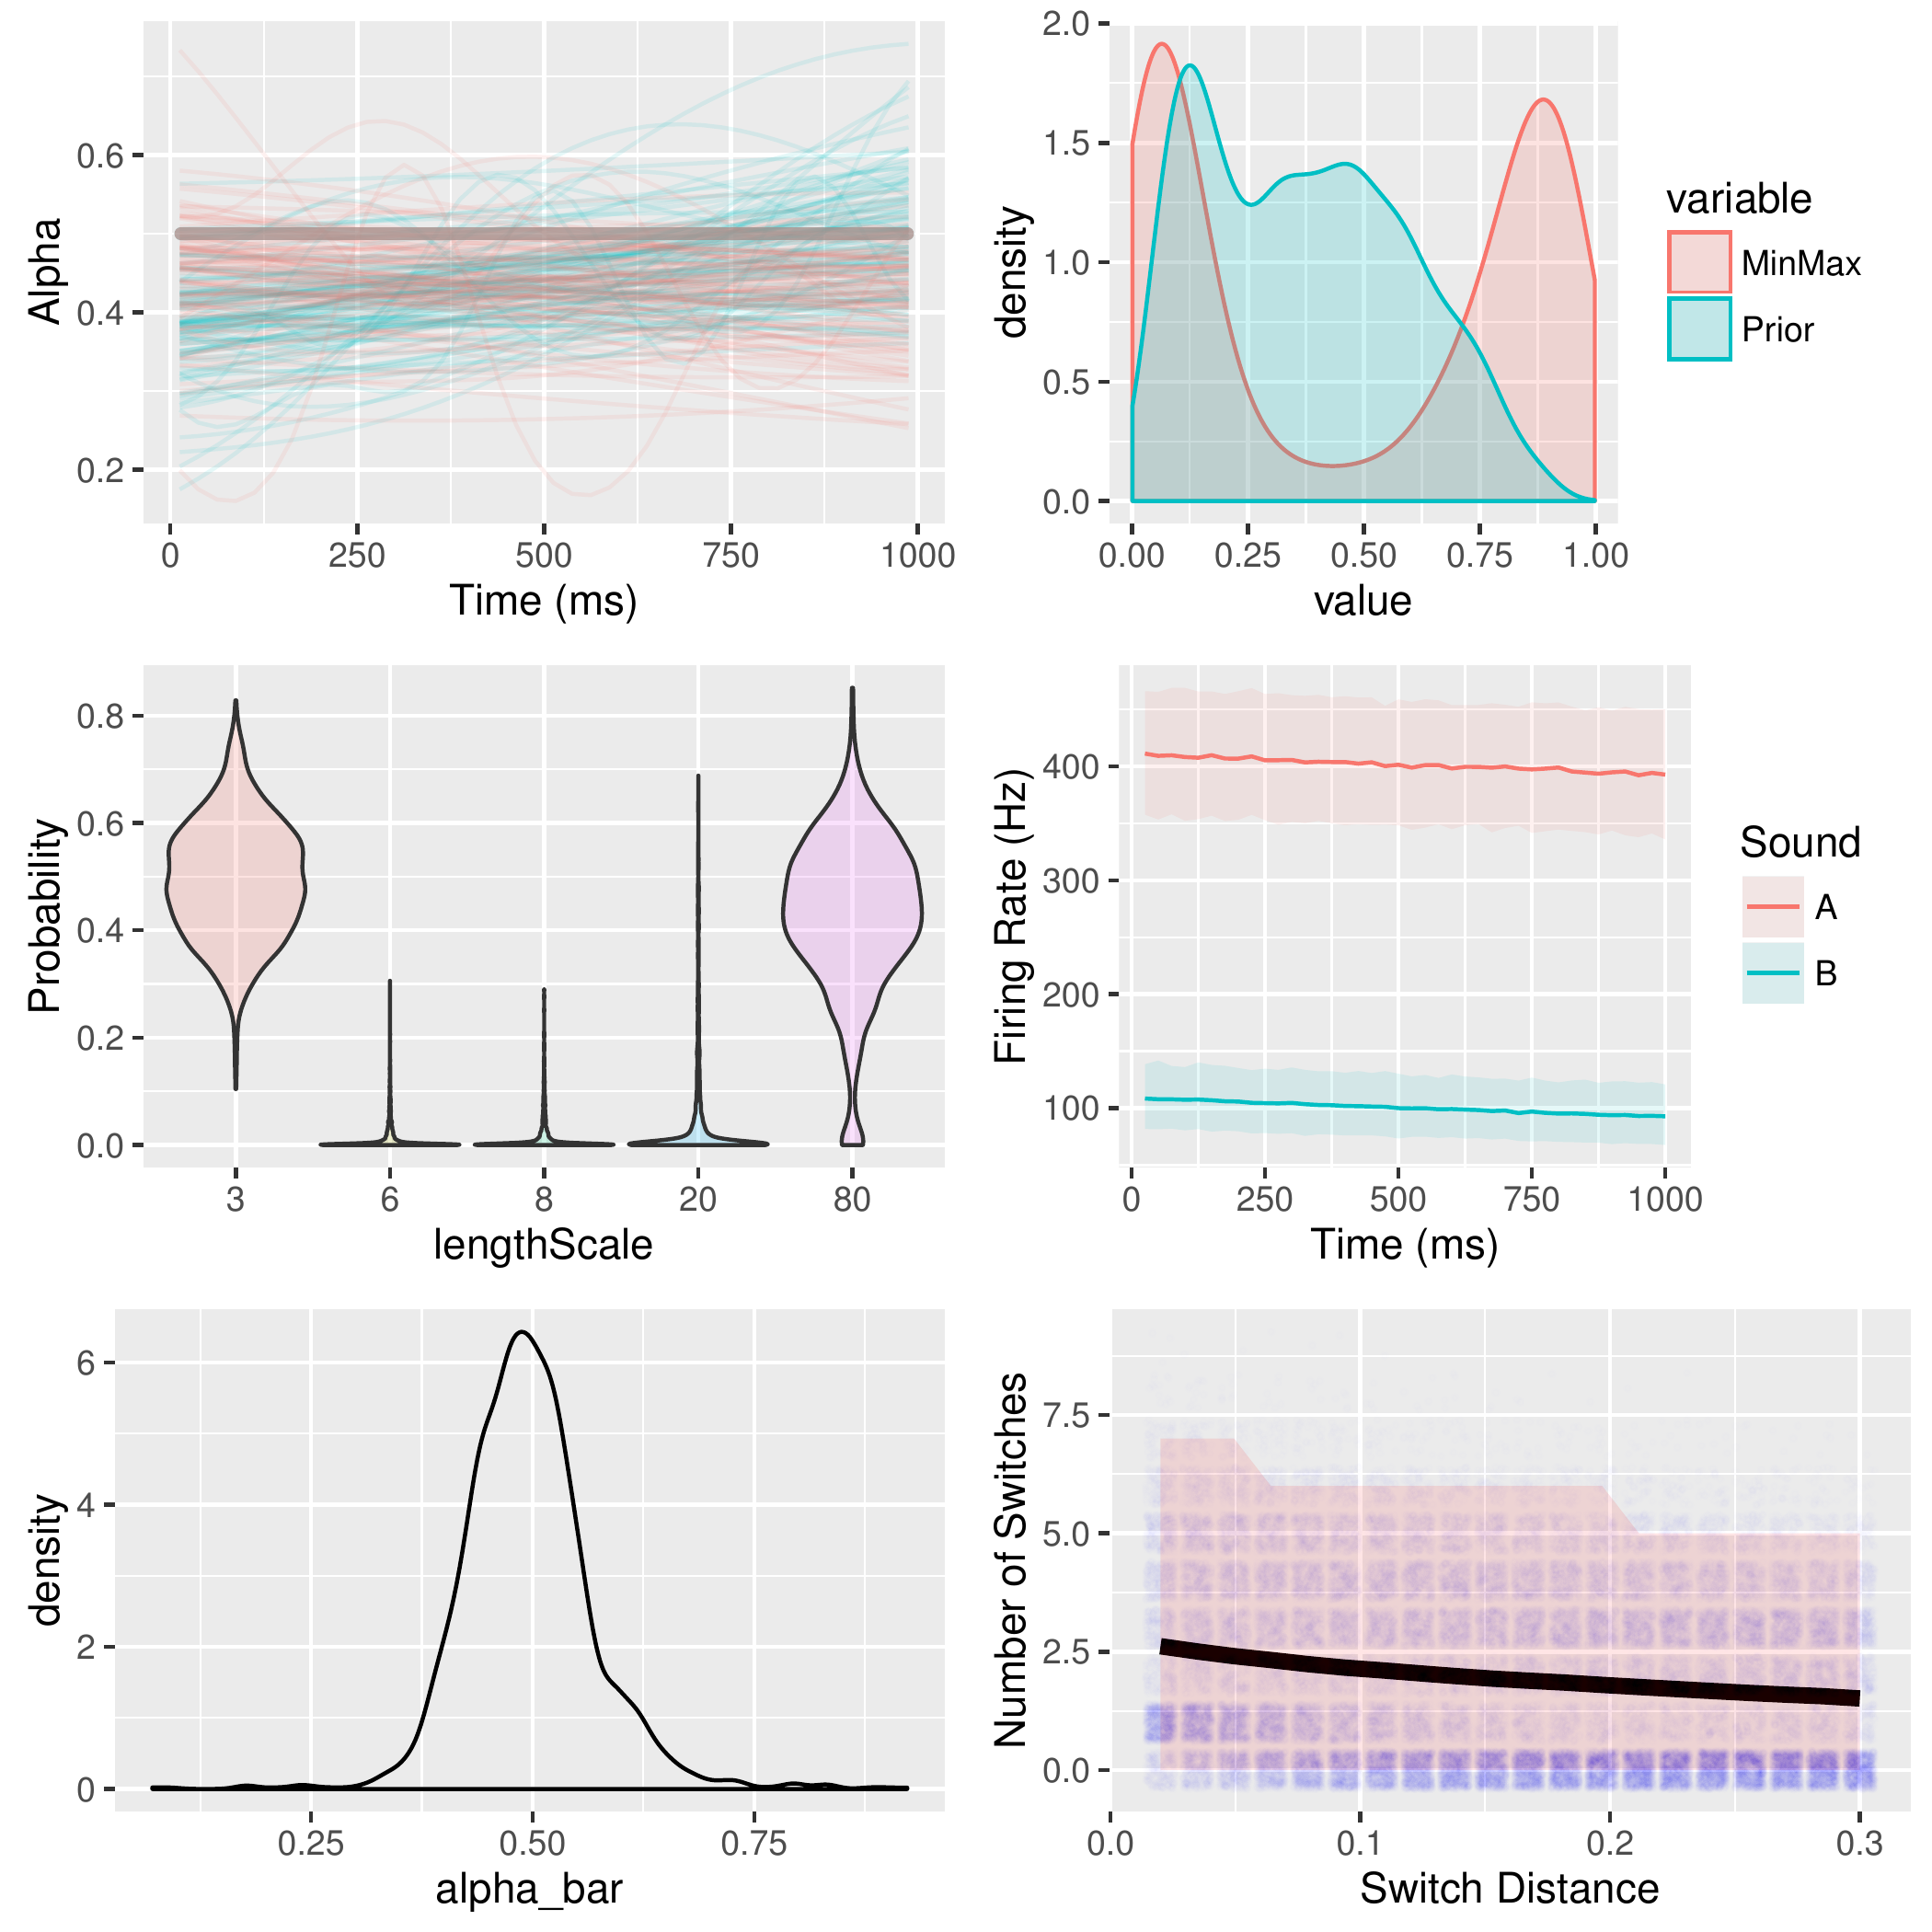 Alpha
0.6
0.4
0.2
0
250
500
750
1000
Time (ms)
density
2.0
1.5
1.0
0.5
0.0
0.00
0.25
0.50
0.75
1.00
value
variable
MinMax
Prior
Probability
0.8
0.6
0.4
0.2
0.0
3
6
8
20
80
lengthScale
Firing Rate (Hz)
400
300
200
100
0
250
500
750
1000
Time (ms)
Sound
A
B
density
6
4
2
0
0.25
0.50
0.75
alpha_bar
Number of Switches
7.5
5.0
2.5
0.0
0.0
0.1
0.2
0.3
Switch Distance